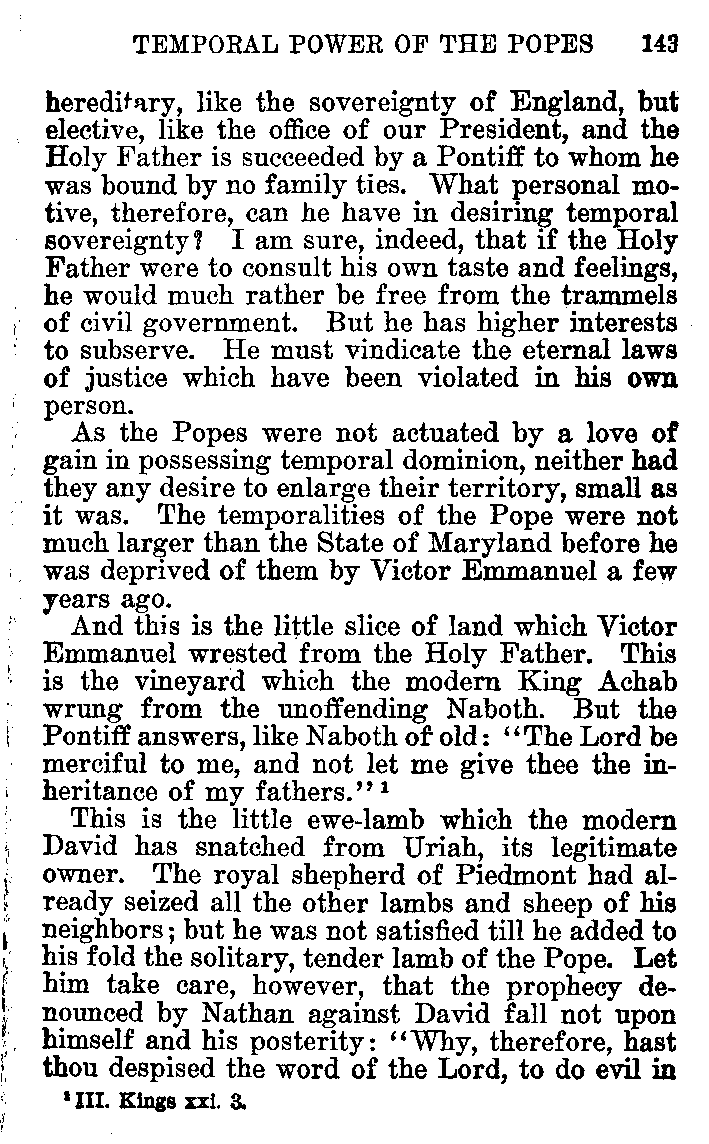 TEMPORAL POWER OF THE POPES 143
hereditary, like the sovereignty of England, but
elective, like the office of our President, and the
Holy Father is succeeded by a Pontiff to whom he
was bound by no family ties. What personal mo-
tive, therefore, can he have in desiring temporal
sovereignty? I am sure, indeed, that if the Holy
Father were to consult his own taste and feelings,
he would much rather be free from the trammels
of civil government. But he has higher interests
to subserve. He must vindicate the eternal laws
of justice which have been violated in his own
person.
As the Popes were not actuated by a love of
gain in possessing temporal dominion, neither had
they any desire to enlarge their territory, small as
it was. The temporalities of the Pope were not
much larger than the State of Maryland before he
was deprived of them by Victor Emmanuel a few
years ago.
And this is the little slice of land which Victor
Emmanuel wrested from the Holy Father. This
is the vineyard which the modern King Achab
wrung from the unoffending Naboth. But the
Pontiff answers, like Naboth of old: "The Lord be
merciful to me, and not let me give thee the in-
heritance of my fathers."¹
This is the little ewe-lamb which the modern
David has snatched from Uriah, its legitimate
owner. The royal shepherd of Piedmont had al-
ready seized all the other lambs and sheep of his
neighbors; but he was not satisfied till he added to
his fold the solitary, tender lamb of the Pope. Let
him take care, however, that the prophecy de-
nounced by Nathan against David fall not upon
himself and his posterity: "Why, therefore, hast
thou despised the word of the Lord, to do evil in
¹ III. Kings xxi. 3.